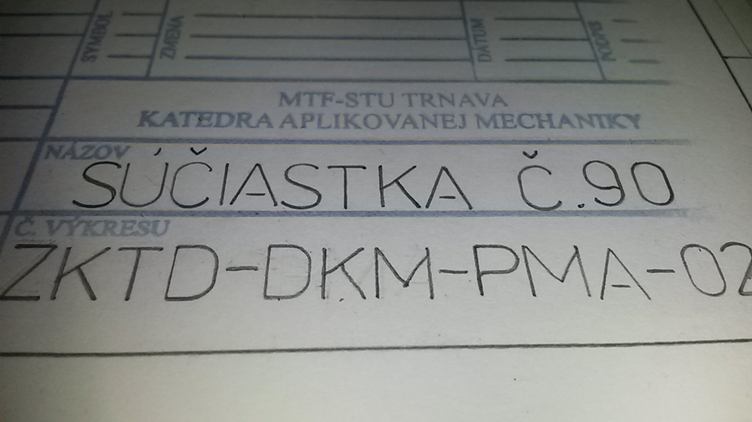 SYMBOL ZMENA DÁTUM PODPIS
MTF-STU TRNAVA
KATEDRA APLIKOVANEJ MECHANIKY
NÁZOV
SÚČIASTKA Č.90
Č. VÝKRESU
ZKTD-DKM-PMA-02